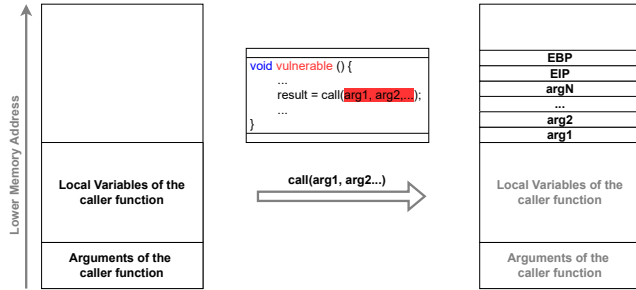 Lower Memory Address
Local Variables of the
caller function
Arguments of the
caller function
void vulnerable () {
...
result = call(arg1, arg2,...);
...
}
call(arg1, arg2...)
EBP
EIP
argN
...
arg2
arg1
Local Variables of the
caller function
Arguments of the
caller function